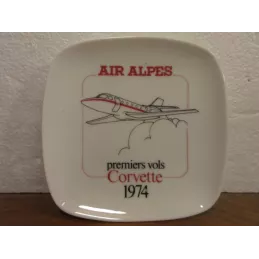 AIR ALPES
premiers vols
Corvette
1974